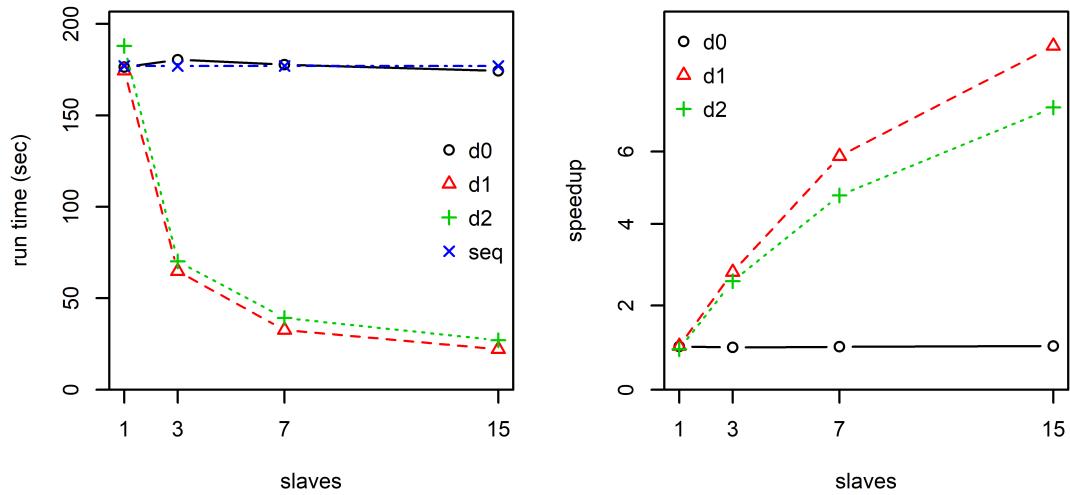 200
150
100
50
0
run time (sec)
d0
d1
d2
seq
1 3 7 15
slaves
d0
d1
d2
6
4
2
0
speedup
1 3 7 15
slaves